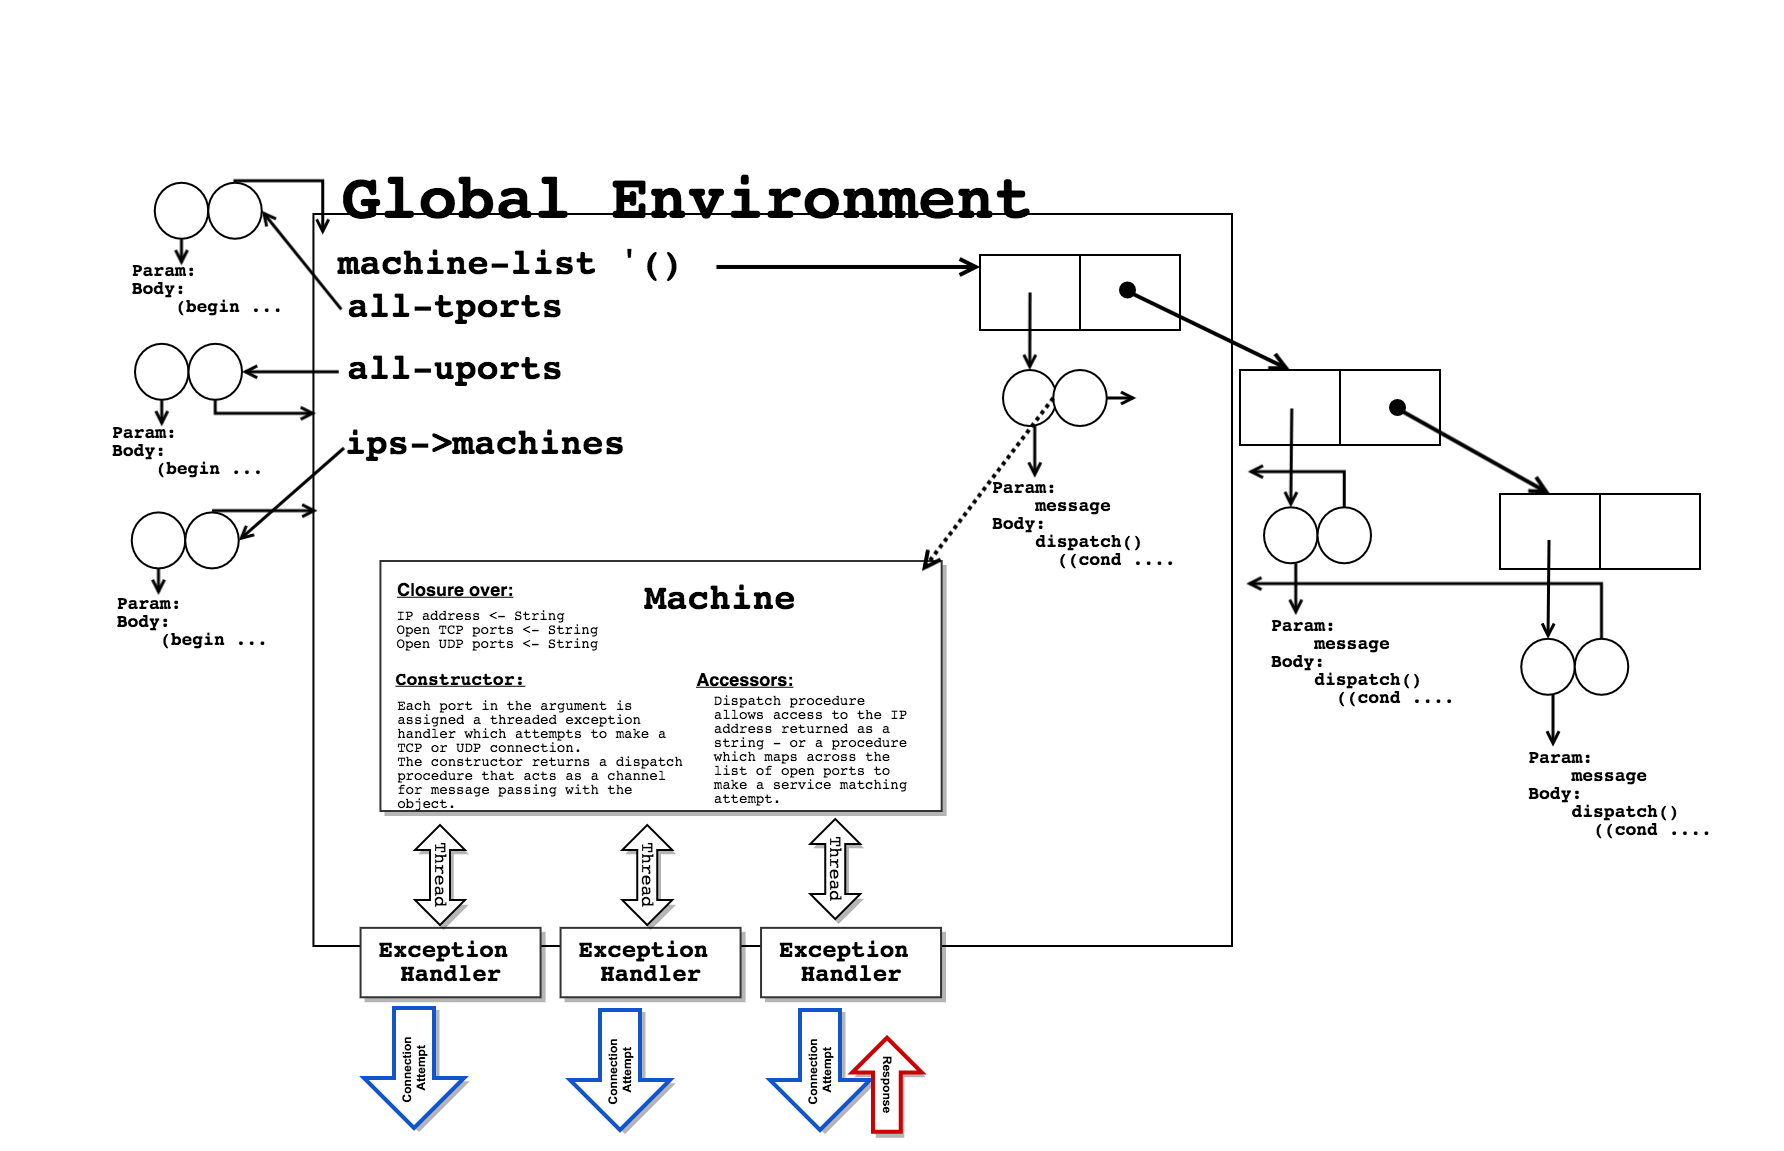 Global Environment
machine-list '()
all-tports
all-uports
ips->machines
Param:
Body:
(begin ...
Param:
Body:
(begin ...
Param:
Body:
(begin ...
Param:
message
Body:
dispatch()
((cond ....
Param:
message
Body:
dispatch()
((cond ....
Param:
message
Body:
dispatch()
((cond ....
Machine
Closure over:
IP address <- String
Open TCP ports <- String
Open UDP ports <- String
Constructor:
Each port in the argument is
assigned a threaded exception
handler which attempts to make a
TCP or UDP connection.
The constructor returns a dispatch
procedure that acts as a channel
for message passing with the
object.
Accessors:
Dispatch procedure
allows access to the IP
address returned as a
string - or a procedure
which maps across the
list of open ports to
make a service matching
attempt.
Thread
Thread
Thread
Exception
Handler
Exception
Handler
Exception
Handler
Connection
Attempt
Connection
Attempt
Connection
Attempt
Response